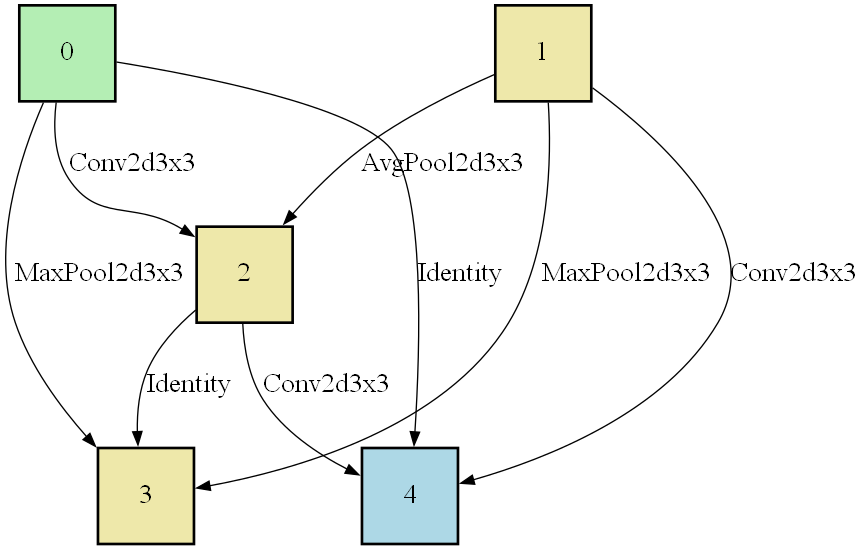 0
1
Conv2d3x3
AvgPool2d3x3
MaxPool2d3x3
2
Identity
MaxPool2d3x3
Conv2d3x3
Identity
Conv2d3x3
3
4